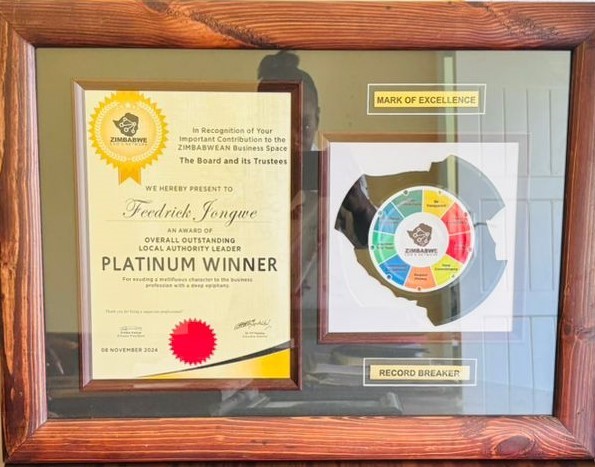 MARK OF EXCELLENCE
ZIMBABWE
In Recognition of Your
Important Contribution to the
ZIMBABWEAN Business Space
The Board and its Trustees
WE HEREBY PRESENT TO
Feedrick Jongwe
AN AWARD OF
OVERALL OUTSTANDING
LOCAL AUTHORITY LEADER
PLATINUM WINNER
For exuding a mellifluous character to the business
profession with a deep epiphany
08 NOVEMBER 2024
ZIMBABWE
RECORD BREAKER